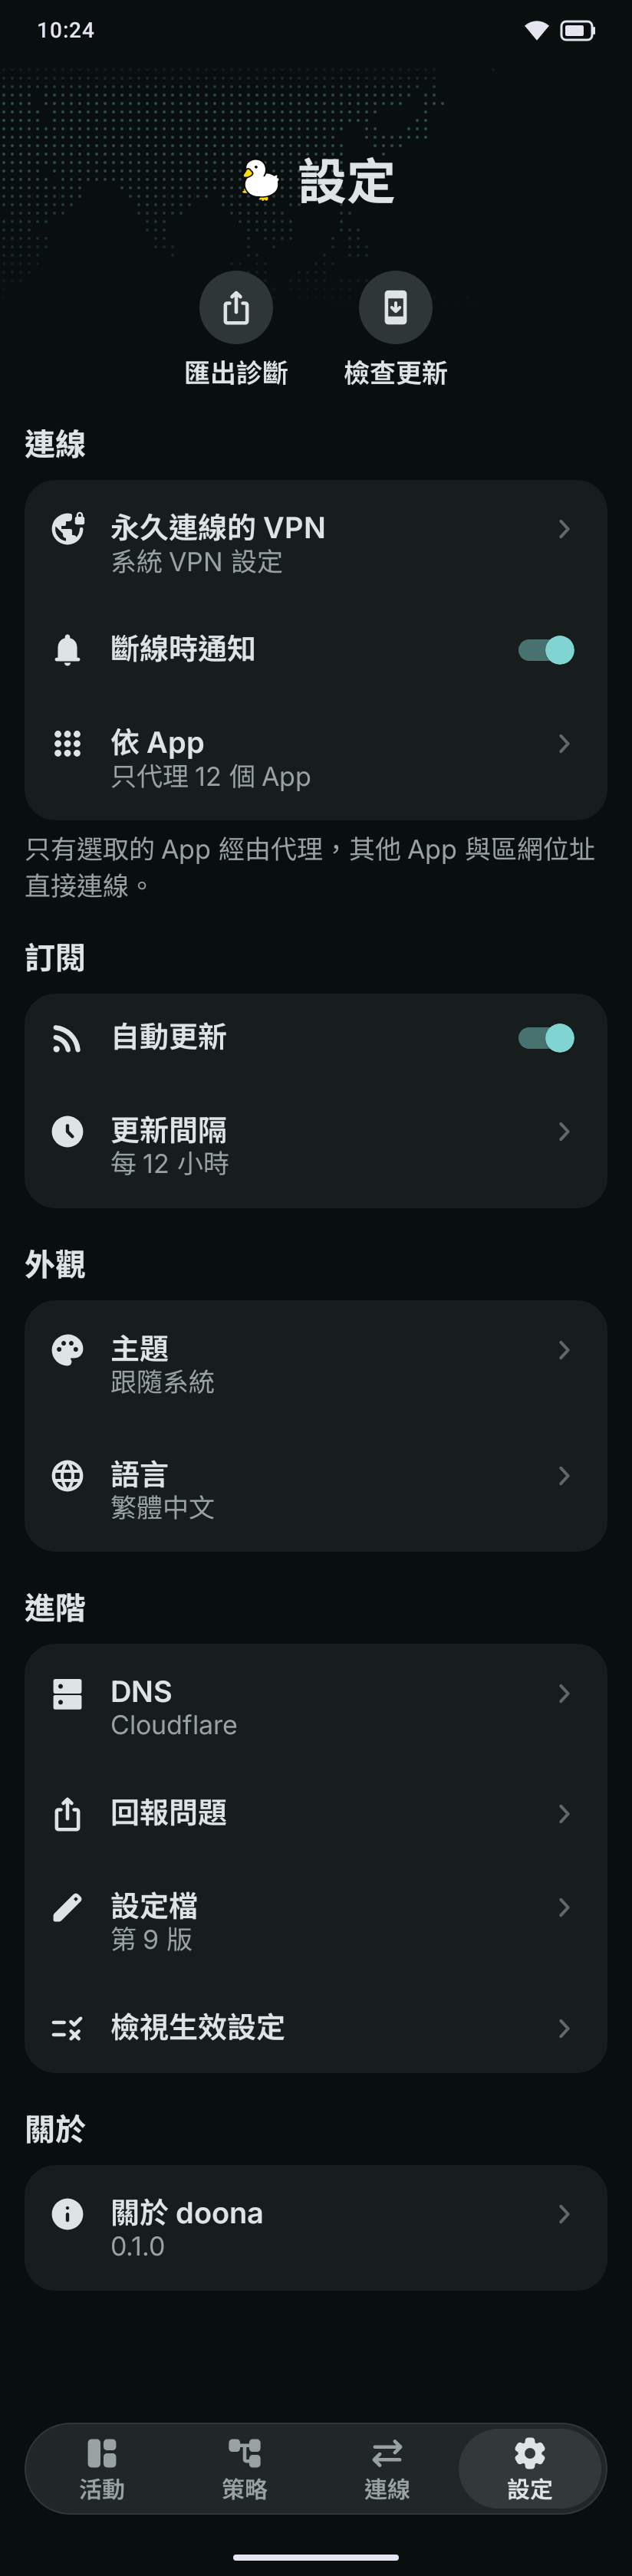 10:24
設定
匯出診斷
檢查更新
連線
永久連線的 VPN
系統 VPN 設定
斷線時通知
依 App
只代理 12 個 App
只有選取的 App 經由代理，其他 App 與區網位址
直接連線。
訂閱
自動更新
更新間隔
每 12 小時
外觀
主題
跟隨系統
語言
繁體中文
進階
DNS
Cloudflare
回報問題
設定檔
第 9 版
檢視生效設定
關於
關於 doona
0.1.0
活動
策略
連線
設定